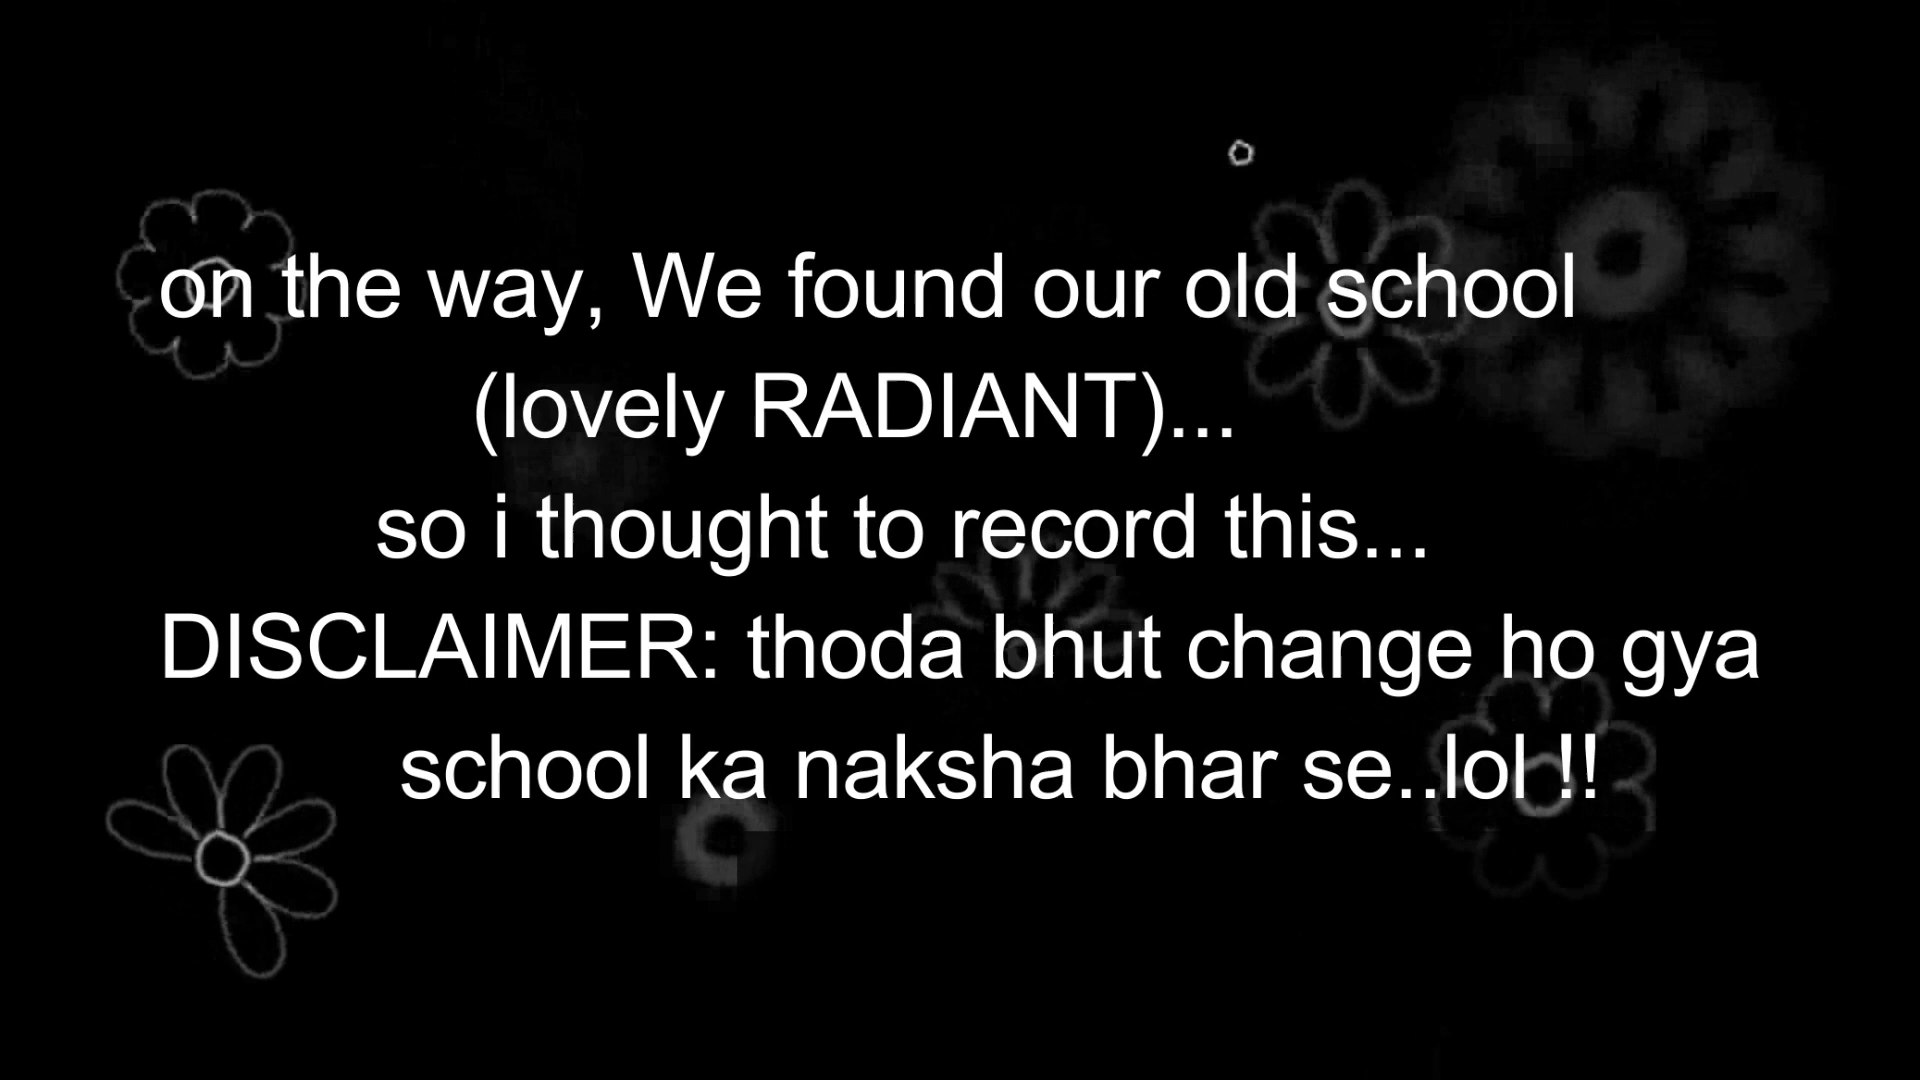 on the way, We found our old school
(lovely RADIANT)...
so i thought to record this...
DISCLAIMER: thoda bhut change ho gya
school ka naksha bhar se..lol !!